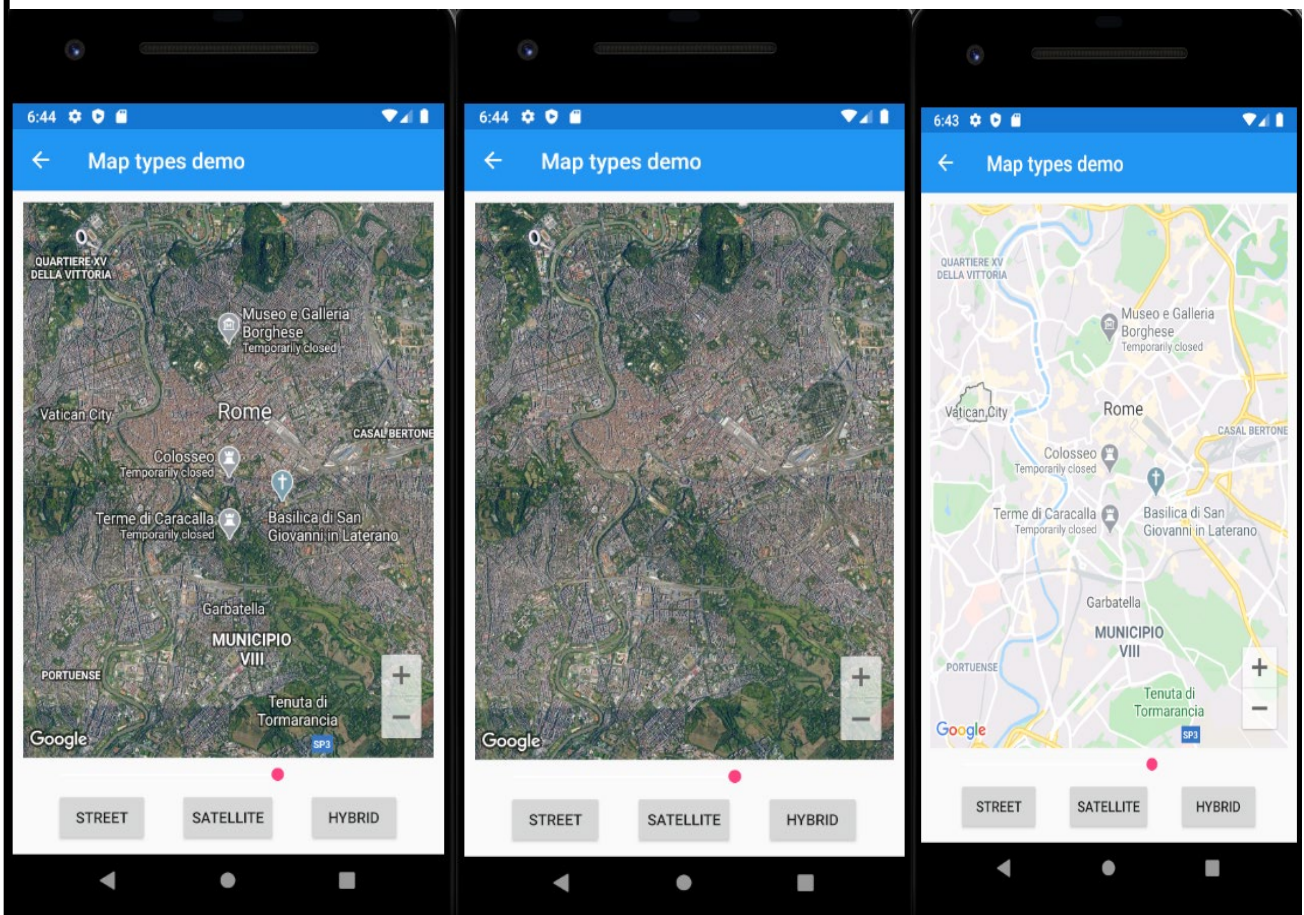 6:44
Map types demo
QUARTIERE XV
DELLA VITTORIA
Museo e Galleria
Borghese
Temporarily closed
Vatican City
Rome
CASAL BERTONE
Colosseo
Temporarily closed
Terme di Caracalla
Temporarily closed
Basilica di San
Giovanni in Laterano
Garbatella
MUNICIPIO
VIII
PORTUENSE
Tenuta di
Tormarancia
Google
SP3
STREET
SATELLITE
HYBRID
6:44
Map types demo
Google
STREET
SATELLITE
HYBRID
6:43
Map types demo
QUARTIERE XV
DELLA VITTORIA
Museo e Galleria
Borghese
Temporarily closed
Vatican City
Rome
CASAL BERTONE
Colosseo
Temporarily closed
Terme di Caracalla
Temporarily closed
Basilica di San
Giovanni in Laterano
Garbatella
MUNICIPIO
VIII
PORTUENSE
Tenuta di
Tormarancia
Google
SP3
STREET
SATELLITE
HYBRID